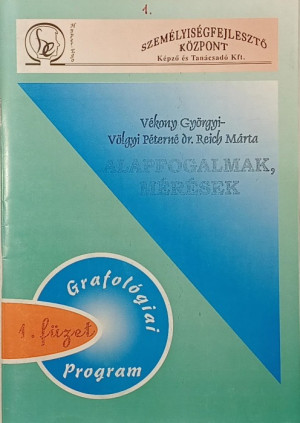 1.
SZEMÉLYISÉGFEJLESZTŐ
KÖZPONT
Képző és Tanácsadó Kft.
Vékony Györgyi-
Völgyi Péterné dr. Reich Márta
ALAPFOGALMAK,
MÉRÉSEK
Grafológiai
1. füzet
Program